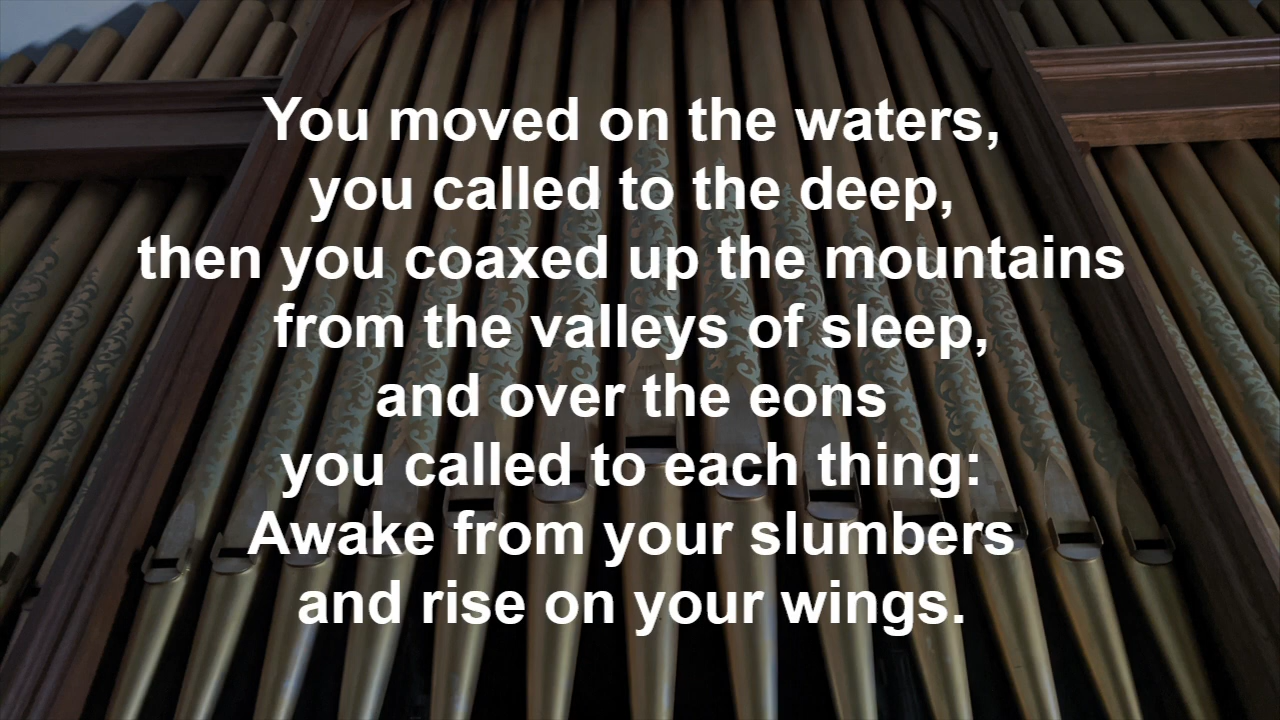 You moved on the waters,
you called to the deep,
then you coaxed up the mountains
from the valleys of sleep,
and over the eons
you called to each thing:
Awake from your slumbers
and rise on your wings.